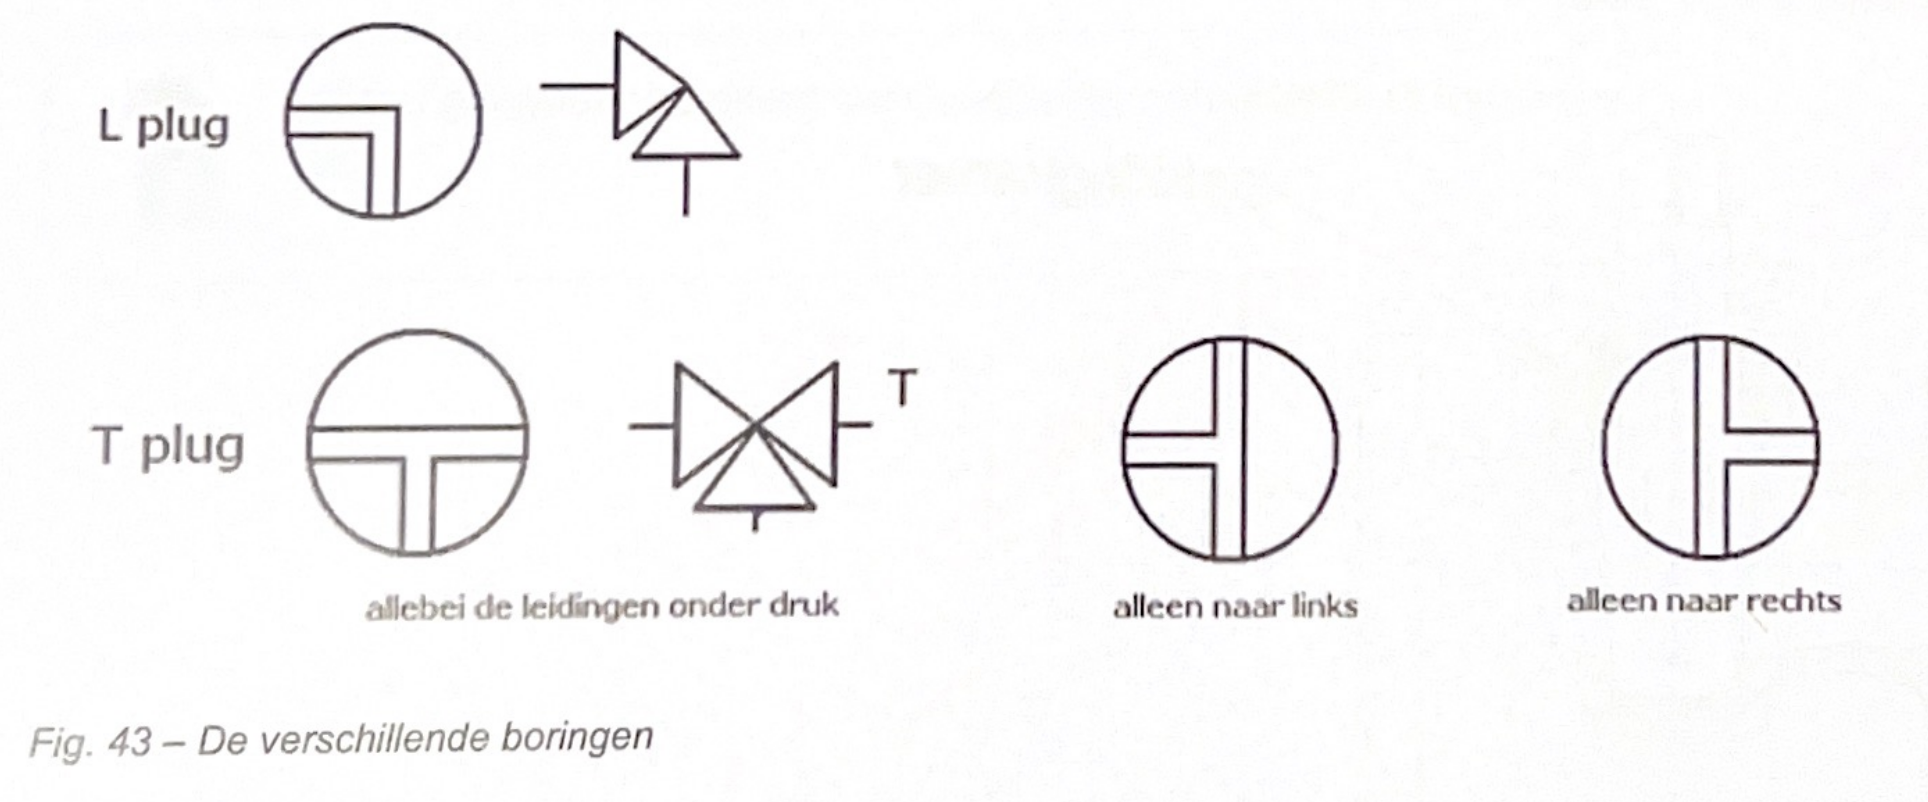 L plug
T plug
T
allebei de leidingen onder druk
alleen naar links
alleen naar rechts
Fig. 43 – De verschillende boringen